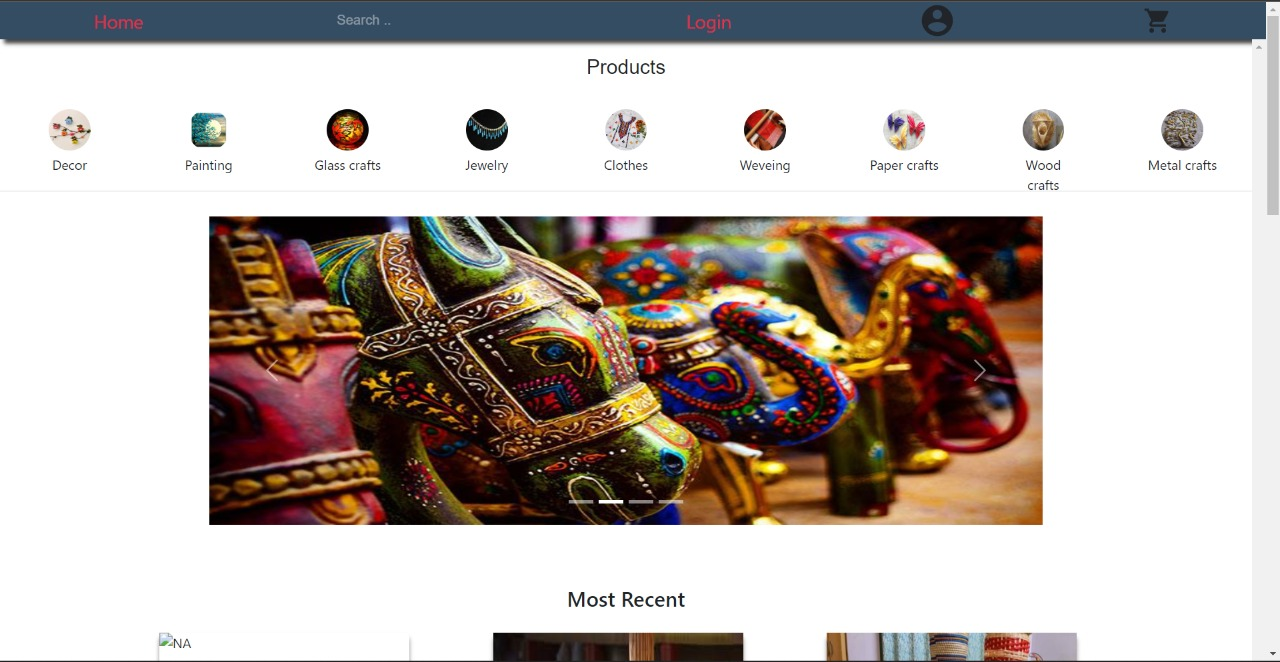 Home
Search ..
Login
Products
Decor
Painting
Glass crafts
Jewelry
Clothes
Weveing
Paper crafts
Wood
crafts
Metal crafts
Most Recent
NA